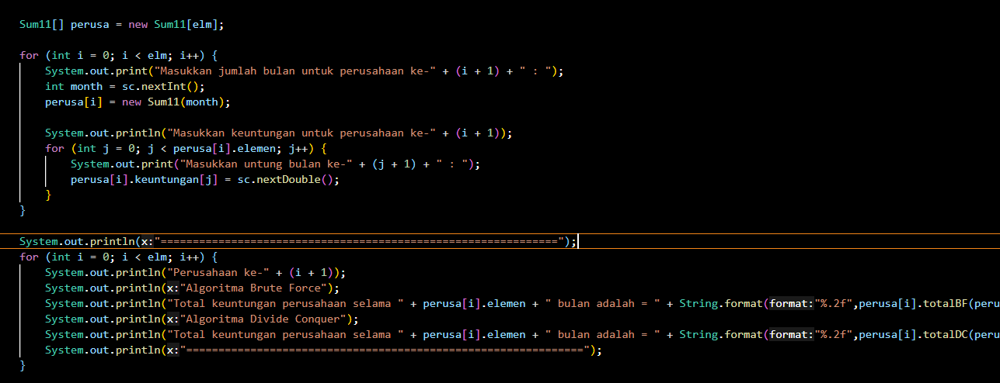 Sum11[] perusa = new Sum11[elm];
for (int i = 0; i < elm; i++) {
System.out.print("Masukkan jumlah bulan untuk perusahaan ke-" + (i + 1) + " : ");
int month = sc.nextInt();
perusa[i] = new Sum11(month);
System.out.println("Masukkan keuntungan untuk perusahaan ke-" + (i + 1));
for (int j = 0; j < perusa[i].elemen; j++) {
System.out.print("Masukkan untung bulan ke-" + (j + 1) + " : ");
perusa[i].keuntungan[j] = sc.nextDouble();
}
}
System.out.println(x:"==============================================================");
for (int i = 0; i < elm; i++) {
System.out.println("Perusahaan ke-" + (i + 1));
System.out.println(x:"Algoritma Brute Force");
System.out.println("Total keuntungan perusahaan selama " + perusa[i].elemen + " bulan adalah = " + String.format(format:"%.2f",perusa[i].totalBF(peru
System.out.println(x:"Algoritma Divide Conquer");
System.out.println("Total keuntungan perusahaan selama " + perusa[i].elemen + " bulan adalah = " + String.format(format:"%.2f",perusa[i].totalDC(peru
System.out.println(x:"==============================================================");
}